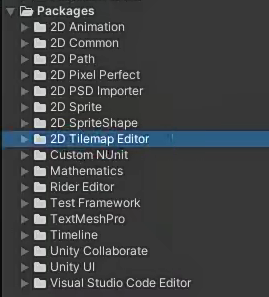 Packages
2D Animation
2D Common
2D Path
2D Pixel Perfect
2D PSD Importer
2D Sprite
2D SpriteShape
2D Tilemap Editor
Custom NUnit
Mathematics
Rider Editor
Test Framework
TextMeshPro
Timeline
Unity Collaborate
Unity UI
Visual Studio Code Editor